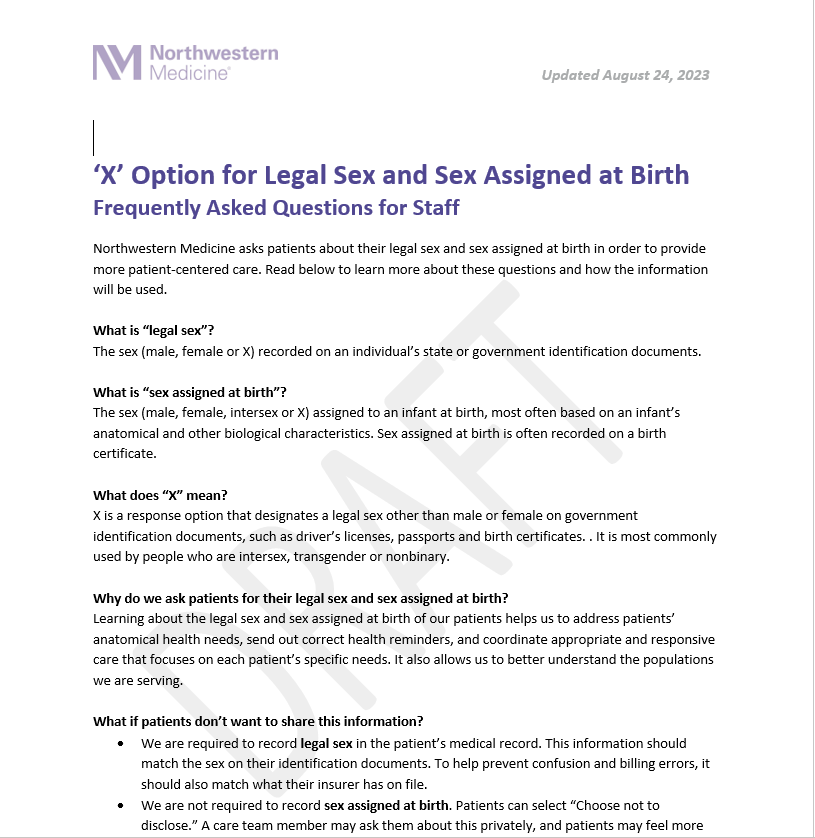 Northwestern
Medicine®
Updated August 24, 2023
‘X’ Option for Legal Sex and Sex Assigned at Birth
Frequently Asked Questions for Staff
Northwestern Medicine asks patients about their legal sex and sex assigned at birth in order to provide
more patient-centered care. Read below to learn more about these questions and how the information
will be used.
What is “legal sex”?
The sex (male, female or X) recorded on an individual’s state or government identification documents.
What is “sex assigned at birth”?
The sex (male, female, intersex or X) assigned to an infant at birth, most often based on an infant’s
anatomical and other biological characteristics. Sex assigned at birth is often recorded on a birth
certificate.
What does “X” mean?
X is a response option that designates a legal sex other than male or female on government
identification documents, such as driver’s licenses, passports and birth certificates. . It is most commonly
used by people who are intersex, transgender or nonbinary.
Why do we ask patients for their legal sex and sex assigned at birth?
Learning about the legal sex and sex assigned at birth of our patients helps us to address patients’
anatomical health needs, send out correct health reminders, and coordinate appropriate and responsive
care that focuses on each patient’s specific needs. It also allows us to better understand the populations
we are serving.
What if patients don’t want to share this information?
• We are required to record legal sex in the patient’s medical record. This information should
match the sex on their identification documents. To help prevent confusion and billing errors, it
should also match what their insurer has on file.
• We are not required to record sex assigned at birth. Patients can select “Choose not to
disclose.” A care team member may ask them about this privately, and patients may feel more
DRAFT